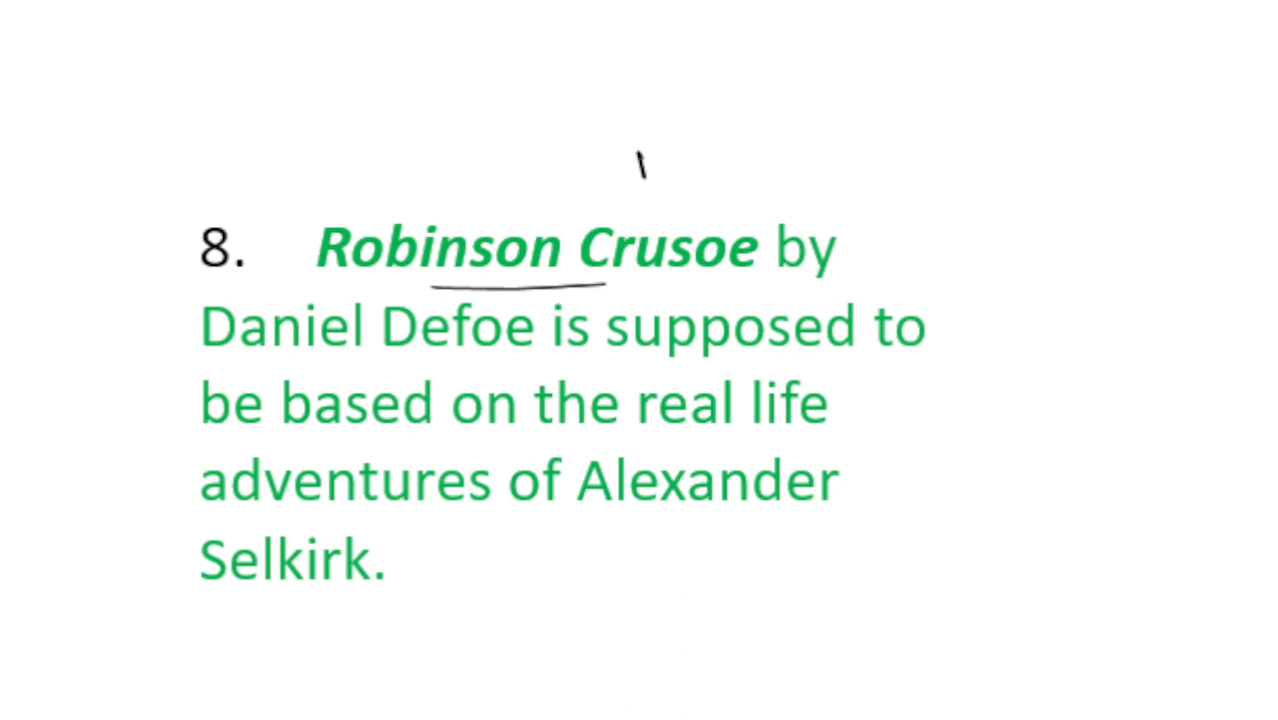 8. Robinson Crusoe by
Daniel Defoe is supposed to
be based on the real life
adventures of Alexander
Selkirk.